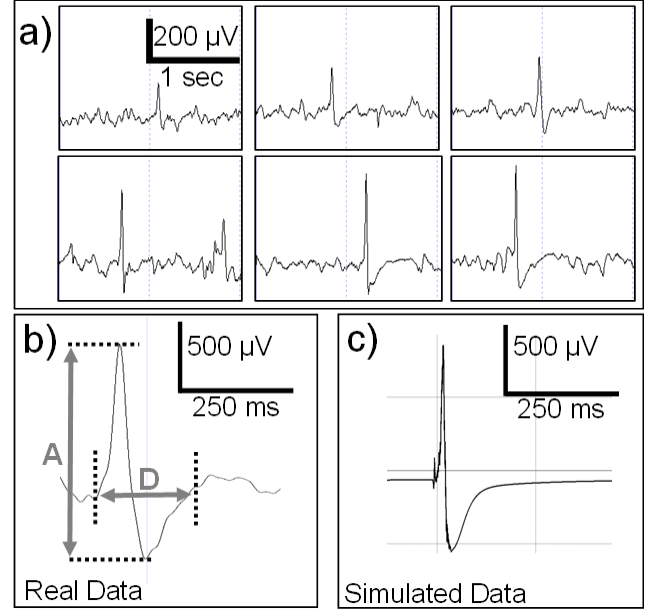 a)
200 µV
1 sec
b)
500 µV
250 ms
A
D
Real Data
c)
500 µV
250 ms
Simulated Data